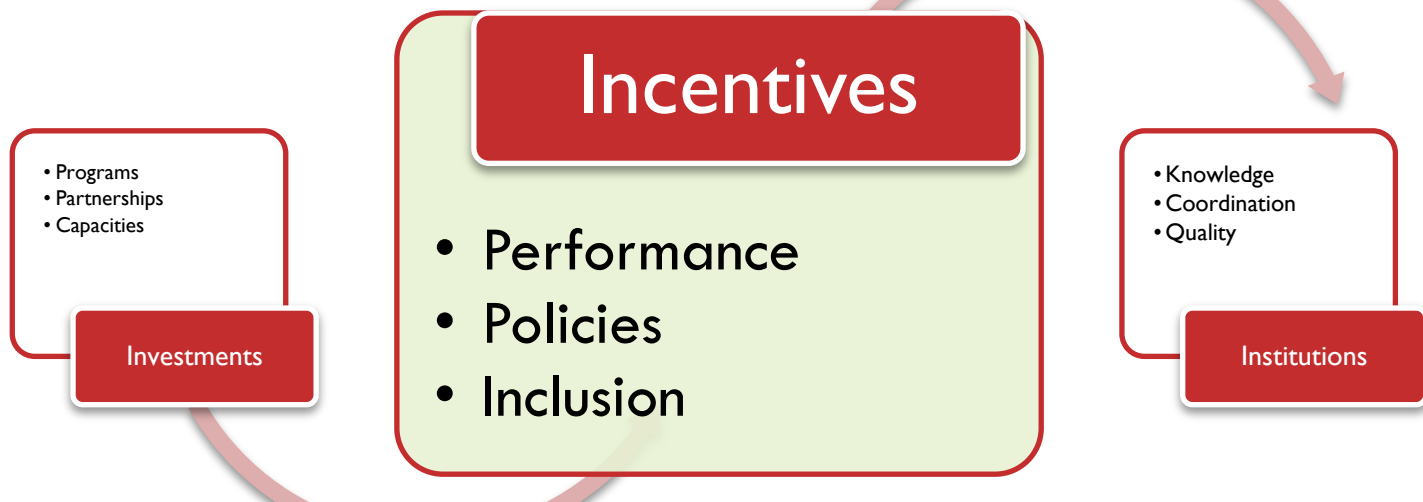 • Programs
• Partnerships
• Capacities
Investments
Incentives
• Performance
• Policies
• Inclusion
• Knowledge
• Coordination
• Quality
Institutions